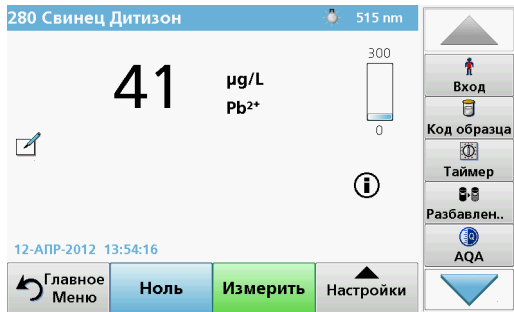 280 Свинец Дитизон
515 nm
41
µg/L
Pb²⁺
300
0
12-АПР-2012 13:54:16
Главное
Меню
Ноль
Измерить
Настройки
Вход
Код образца
Таймер
Разбавлен..
AQA